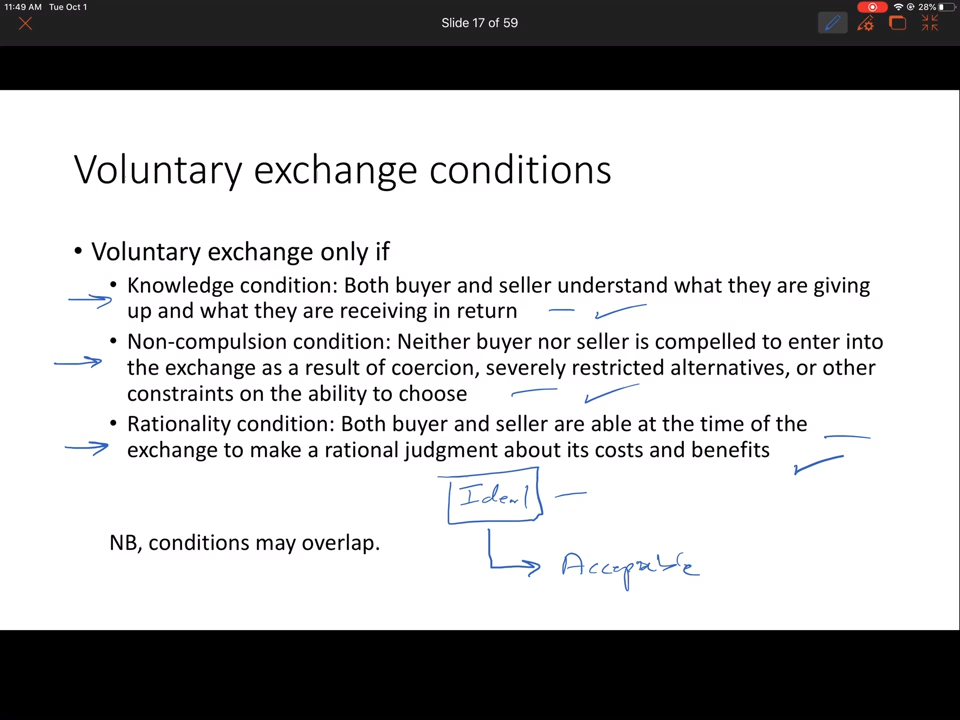 11:49 AM Tue Oct 1
28%
Slide 17 of 59
Voluntary exchange conditions
• Voluntary exchange only if
• Knowledge condition: Both buyer and seller understand what they are giving
up and what they are receiving in return
• Non-compulsion condition: Neither buyer nor seller is compelled to enter into
the exchange as a result of coercion, severely restricted alternatives, or other
constraints on the ability to choose
• Rationality condition: Both buyer and seller are able at the time of the
exchange to make a rational judgment about its costs and benefits
Ideal
NB, conditions may overlap.
Acceptable